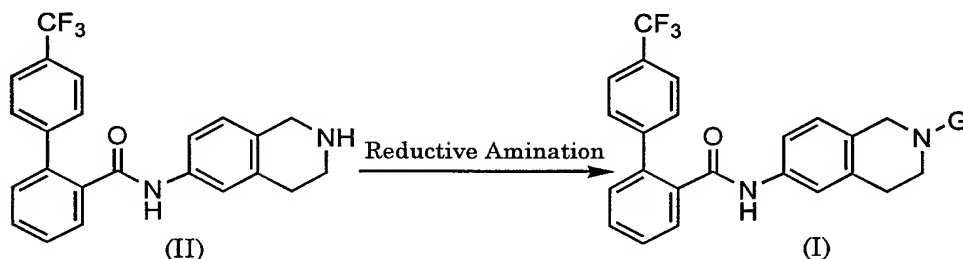 CF3
CF3
O
NH
Reductive Amination
O
N
G
N
H
N
H
(II)
(I)